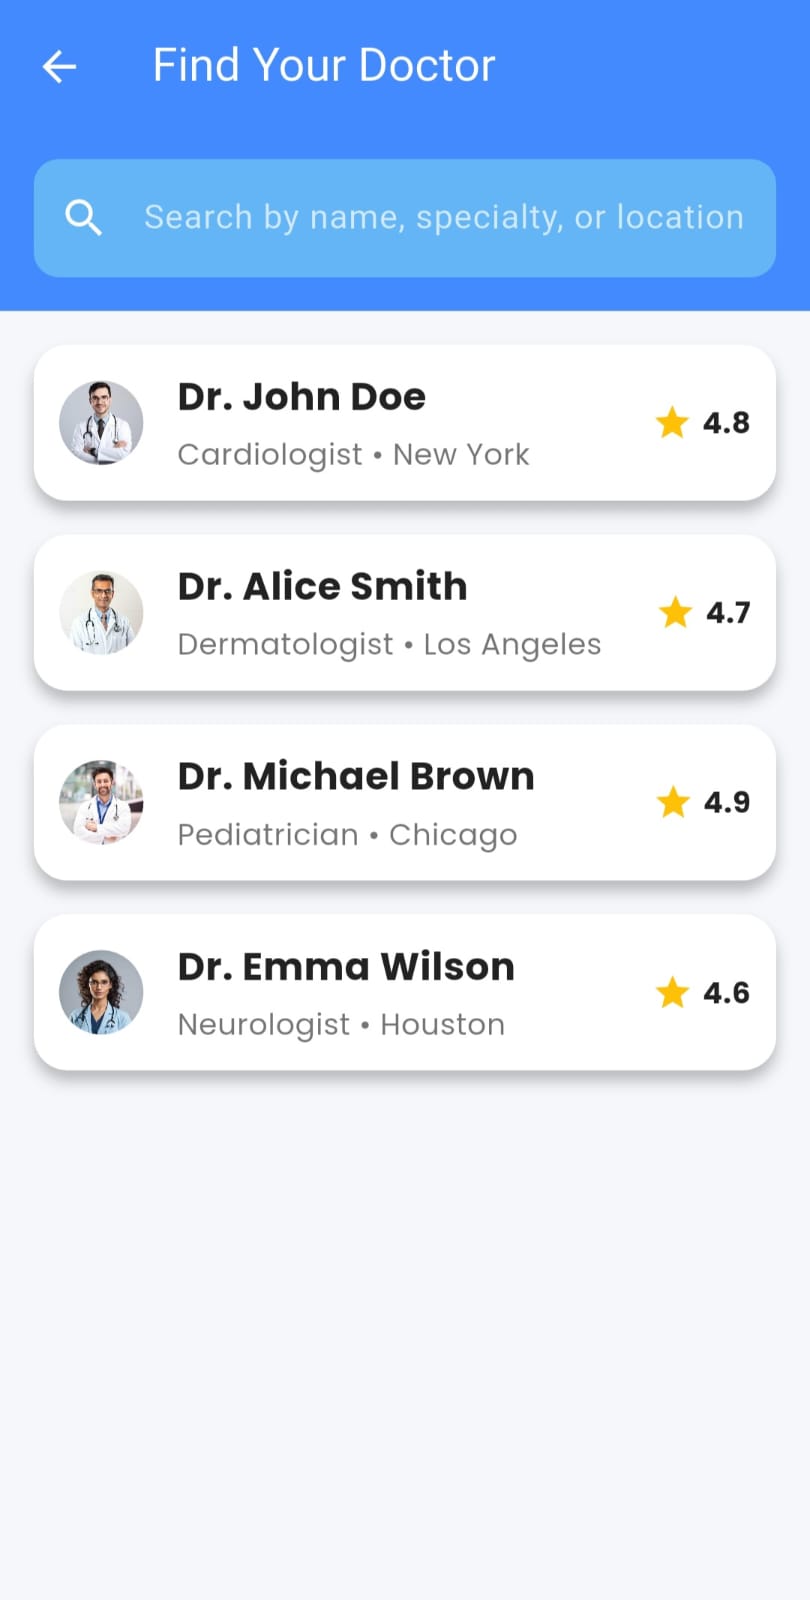 Find Your Doctor
Search by name, specialty, or location
Dr. John Doe
Cardiologist • New York
4.8
Dr. Alice Smith
Dermatologist • Los Angeles
4.7
Dr. Michael Brown
Pediatrician • Chicago
4.9
Dr. Emma Wilson
Neurologist • Houston
4.6